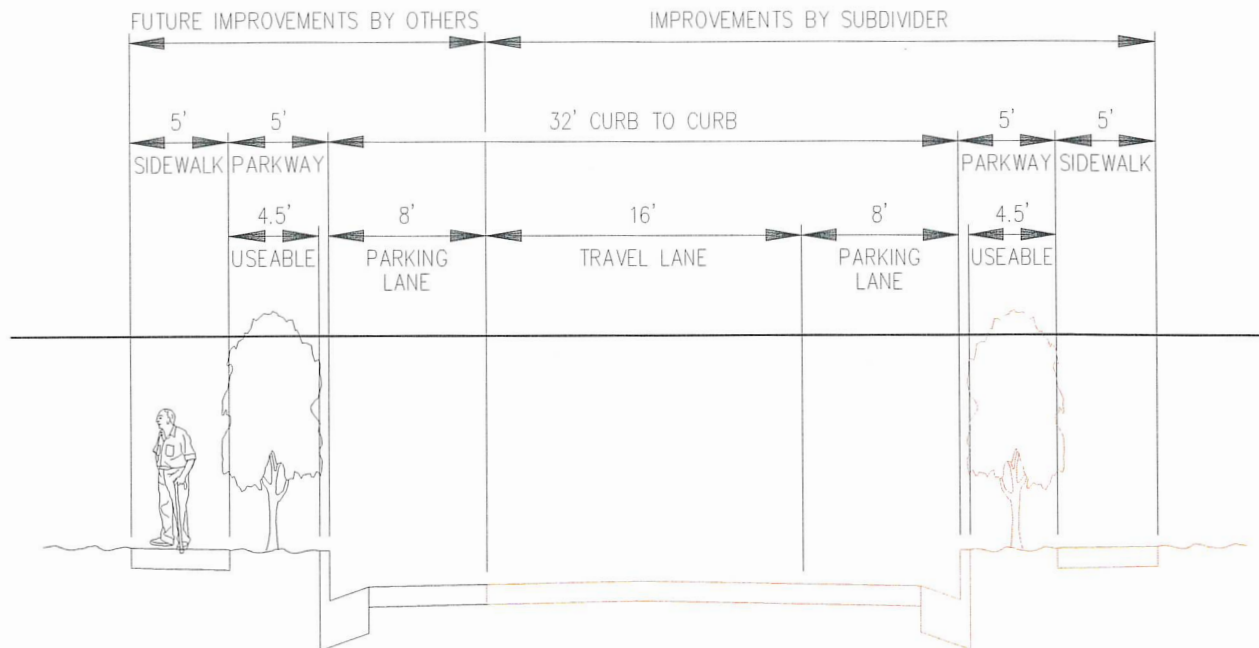 FUTURE IMPROVEMENTS BY OTHERS
IMPROVEMENTS BY SUBDIVIDER
5' 5' 32' CURB TO CURB 5' 5'
SIDEWALK PARKWAY PARKWAY SIDEWALK
4.5' 8' 16' 8' 4.5'
USEABLE PARKING TRAVEL LANE PARKING USEABLE
LANE LANE